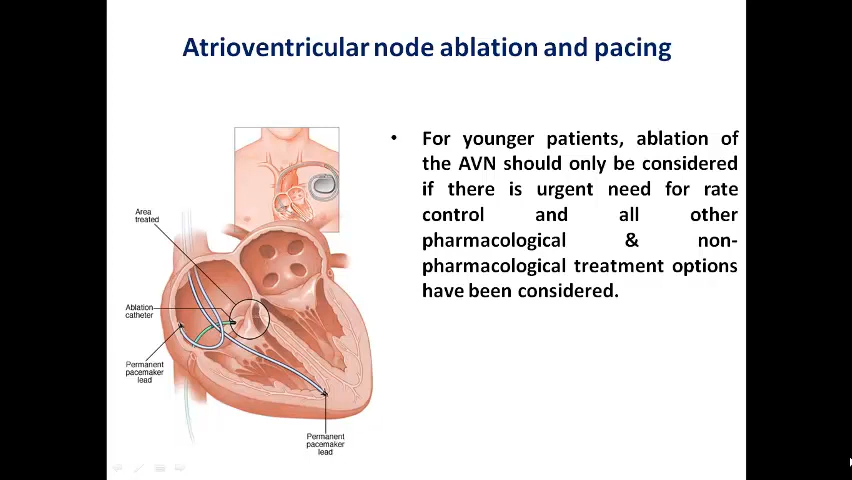 Atrioventricular node ablation and pacing
• For younger patients, ablation of
the AVN should only be considered
if there is urgent need for rate
control and all other
pharmacological & non-
pharmacological treatment options
have been considered.
Area
treated
Ablation
catheter
Permanent
pacemaker
lead
Permanent
pacemaker
lead